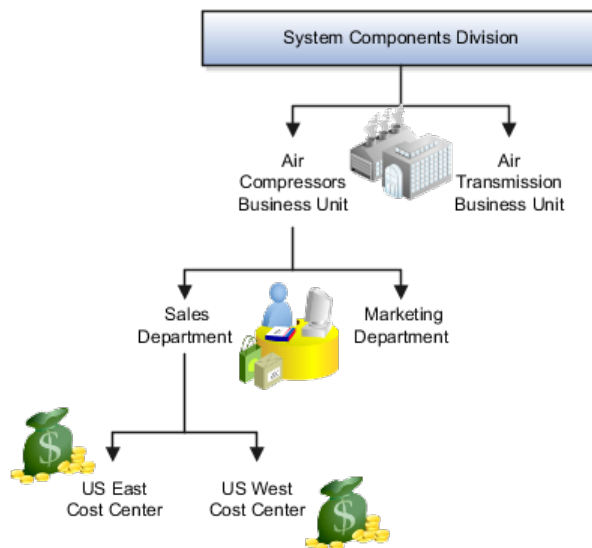 System Components Division
Air
Compressors
Business Unit
Air
Transmission
Business Unit
Sales
Department
Marketing
Department
$
US East
Cost Center
US West
Cost Center
$